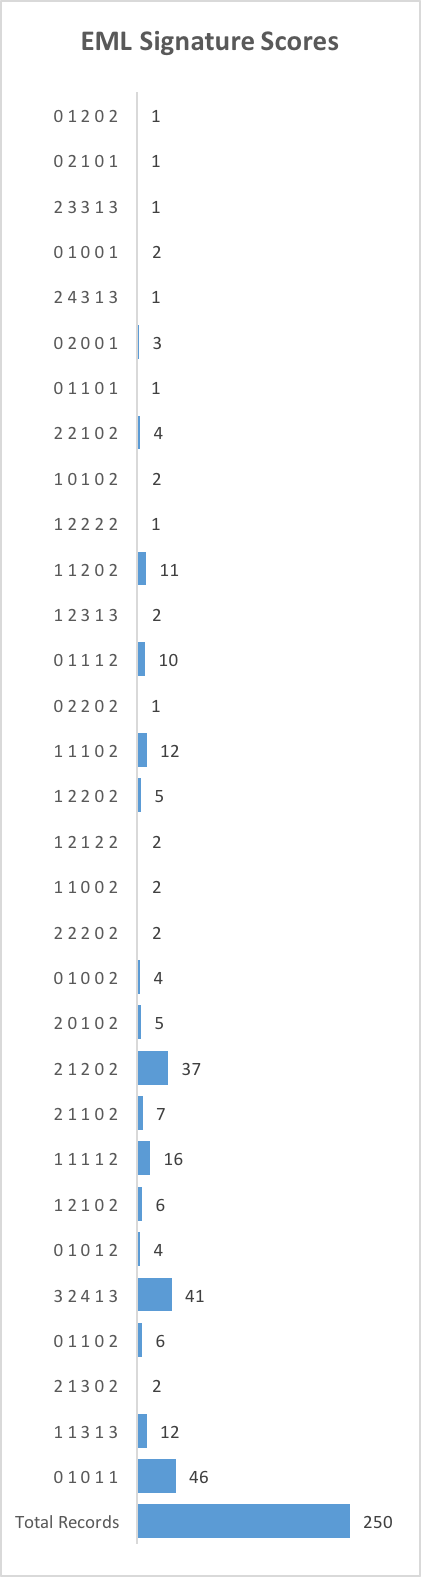 EML Signature Scores
0 1 2 0 2 1
0 2 1 0 1 1
2 3 3 1 3 1
0 1 0 0 1 2
2 4 3 1 3 1
0 2 0 0 1 3
0 1 1 0 1 1
2 2 1 0 2 4
1 0 1 0 2 2
1 2 2 2 2 1
1 1 2 0 2 11
1 2 3 1 3 2
0 1 1 1 2 10
0 2 2 0 2 1
1 1 1 0 2 12
1 2 2 0 2 5
1 2 1 2 2 2
1 1 0 0 2 2
2 2 2 0 2 2
0 1 0 0 2 4
2 0 1 0 2 5
2 1 2 0 2 37
2 1 1 0 2 7
1 1 1 1 2 16
1 2 1 0 2 6
0 1 0 1 2 4
3 2 4 1 3 41
0 1 1 0 2 6
2 1 3 0 2 2
1 1 3 1 3 12
0 1 0 1 1 46
Total Records 250